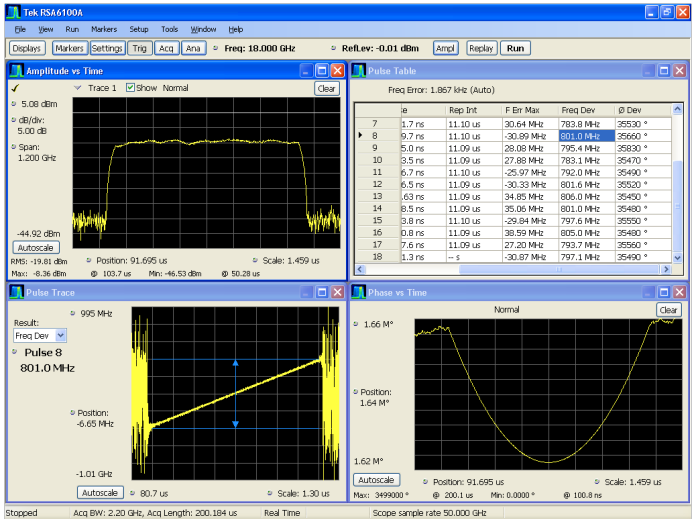 Tek RSA6100A
File View Run Markers Setup Tools Window Help
Displays Markers Settings Trig Acq Ana Freq: 18.000 GHz RefLev: -0.01 dBm Ampl Replay Run
Amplitude vs Time
Trace 1 Show Normal Clear
5.08 dBm
dB/div:
5.00 dB
Span:
1.200 GHz
-44.92 dBm
Autoscale
Position: 91.695 us Scale: 1.459 us
RMS: -19.81 dBm
Max: -8.36 dBm @ 103.7 us Min: -46.53 dBm @ 50.28 us
Pulse Table
Freq Error: 1.867 kHz (Auto)
se Rep Int F Err Max Freq Dev Ø Dev
7 1.7 ns 11.10 us 30.64 MHz 783.8 MHz 35530 °
8 9.7 ns 11.10 us -30.89 MHz 801.0 MHz 35660 °
9 5.0 ns 11.09 us 28.08 MHz 795.4 MHz 35830 °
10 3.5 ns 11.09 us 27.88 MHz 783.1 MHz 35470 °
11 6.7 ns 11.10 us -25.97 MHz 792.0 MHz 35490 °
12 6.5 ns 11.09 us -30.33 MHz 801.6 MHz 35520 °
13 .63 ns 11.09 us 34.85 MHz 806.0 MHz 35450 °
14 8.5 ns 11.09 us 35.06 MHz 801.0 MHz 35480 °
15 3.8 ns 11.09 us -29.84 MHz 797.6 MHz 35550 °
16 0.8 ns 11.09 us 38.59 MHz 805.0 MHz 35480 °
17 7.6 ns 11.09 us 27.20 MHz 793.7 MHz 35560 °
18 1.3 ns -- s -30.87 MHz 797.1 MHz 35490 °
Pulse Trace
Result:
Freq Dev
Pulse 8
801.0 MHz
995 MHz
Position:
-6.65 MHz
-1.01 GHz
Autoscale 80.7 us Scale: 1.30 us
Phase vs Time
Normal Clear
1.66 M°
Position:
1.64 M°
1.62 M°
Autoscale Position: 91.695 us Scale: 1.459 us
Max: 3499000 ° @ 200.1 us Min: 0.0000 ° @ 100.8 ns
Stopped Acq BW: 2.20 GHz, Acq Length: 200.184 us Real Time Scope sample rate 50.000 GHz